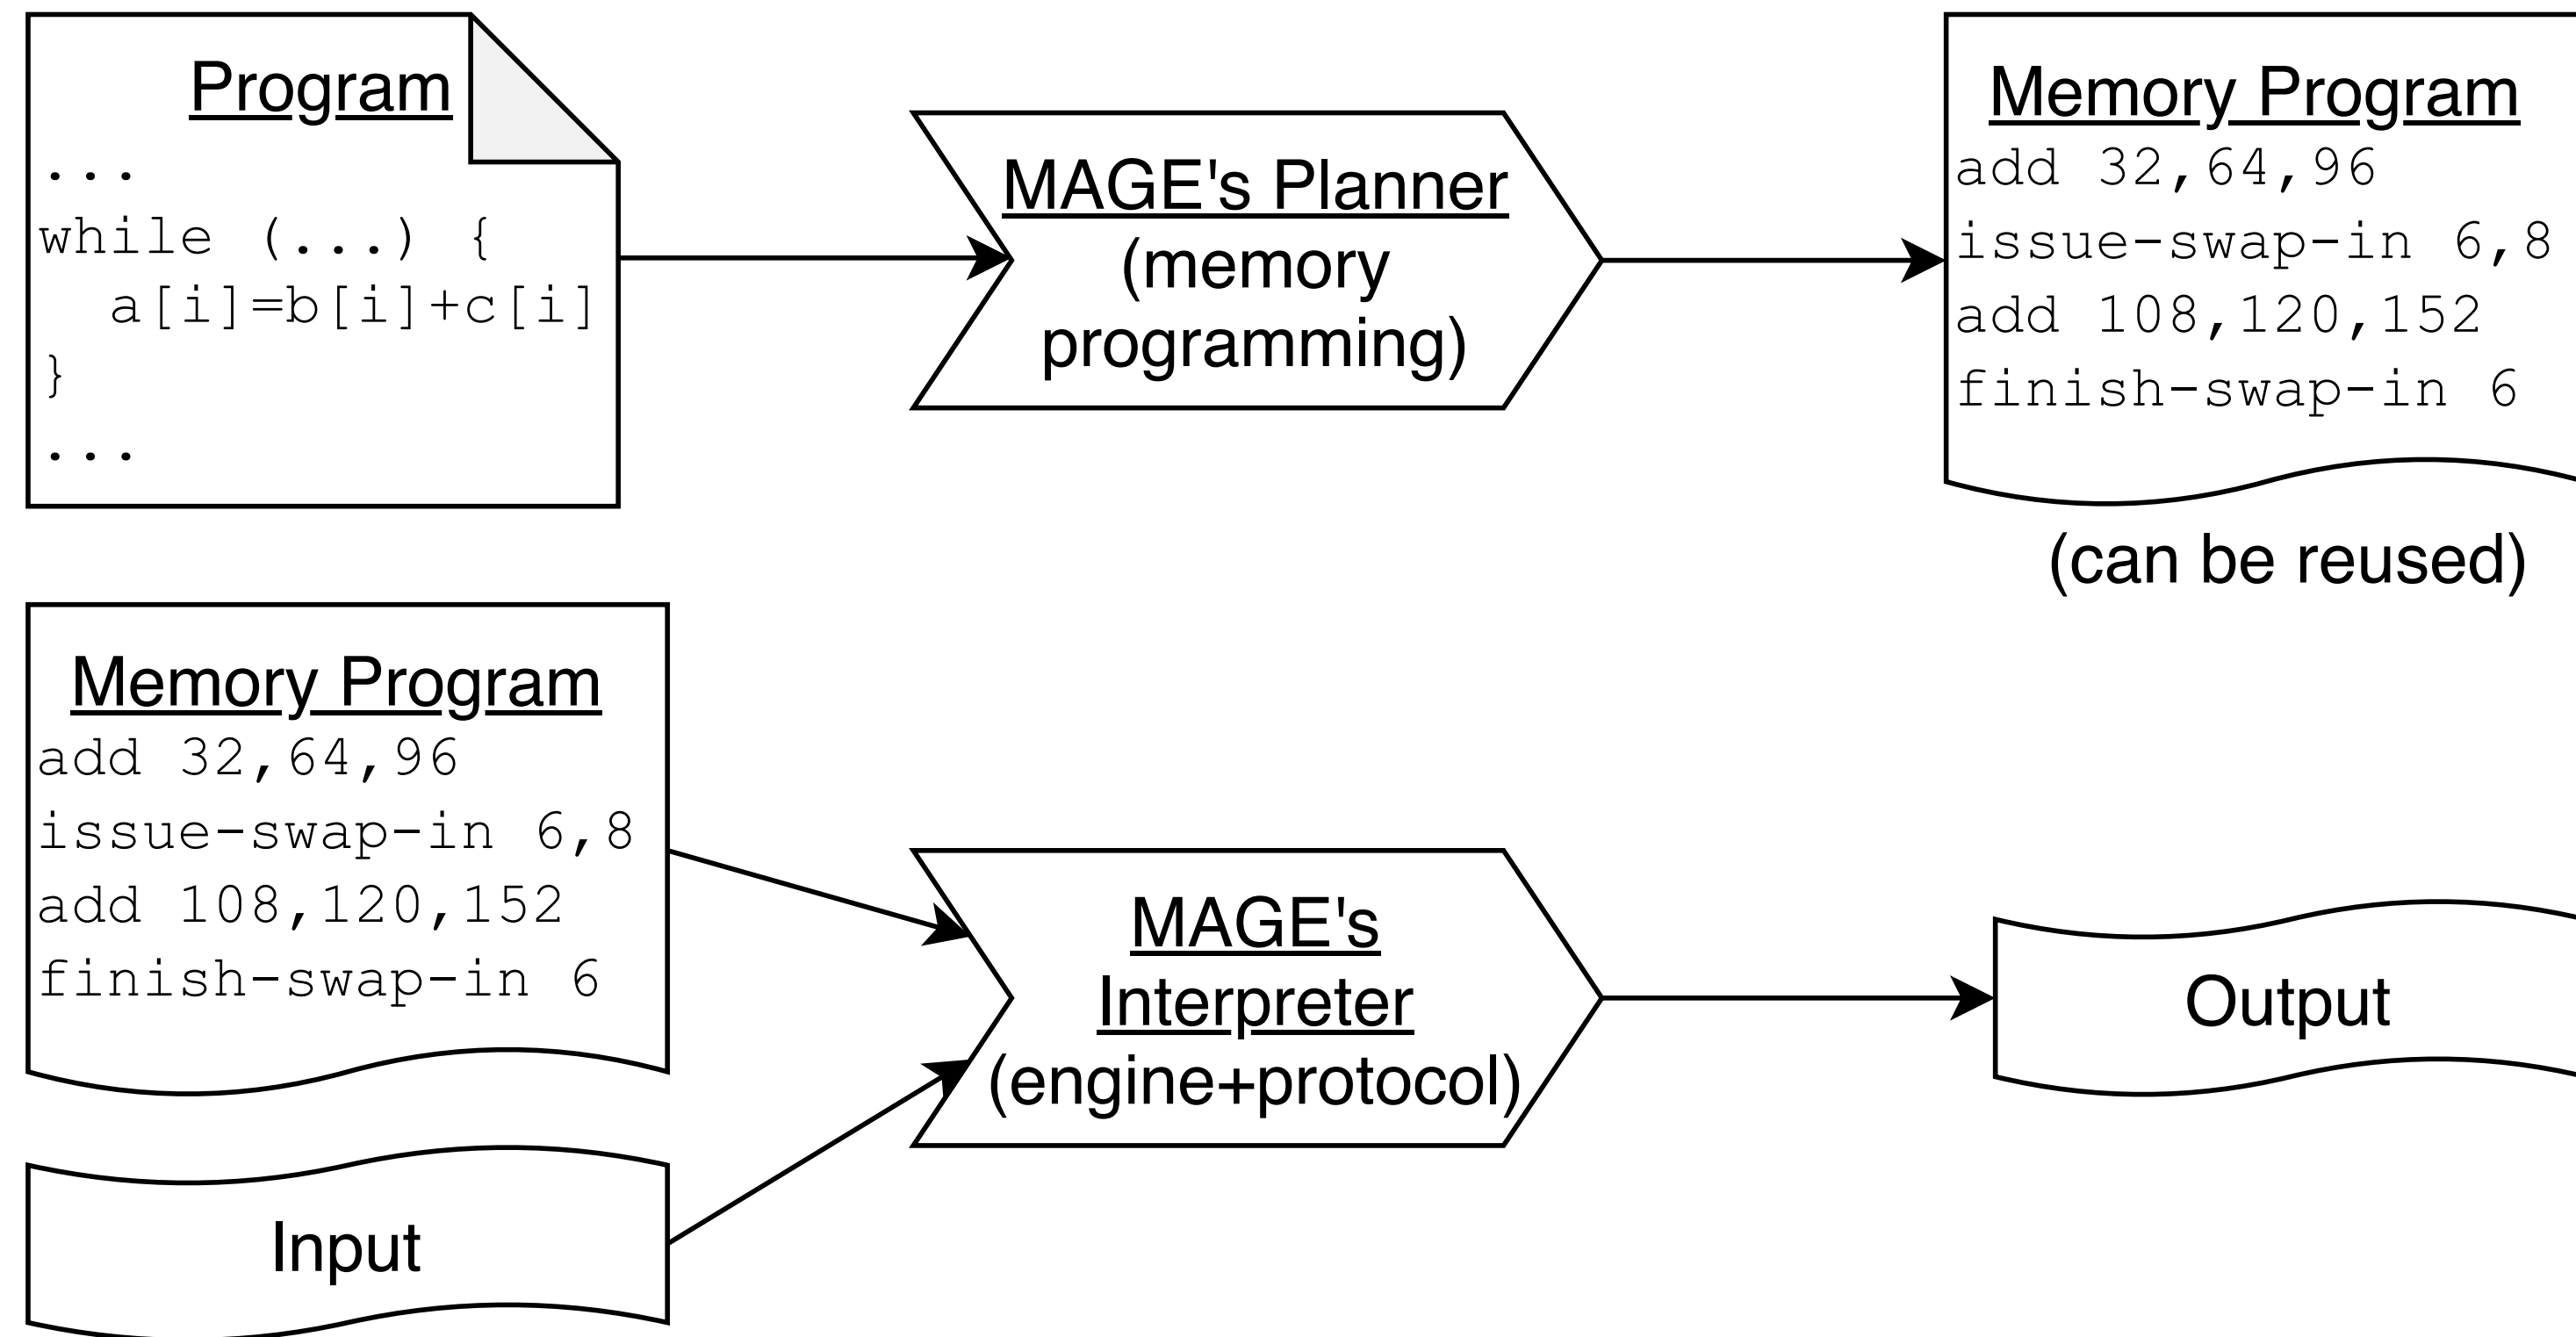 Program
...
while (...) {
  a[i]=b[i]+c[i]
}
...
MAGE's Planner
(memory
programming)
Memory Program
add 32,64,96
issue-swap-in 6,8
add 108,120,152
finish-swap-in 6
(can be reused)
Memory Program
add 32,64,96
issue-swap-in 6,8
add 108,120,152
finish-swap-in 6
Input
MAGE's
Interpreter
(engine+protocol)
Output